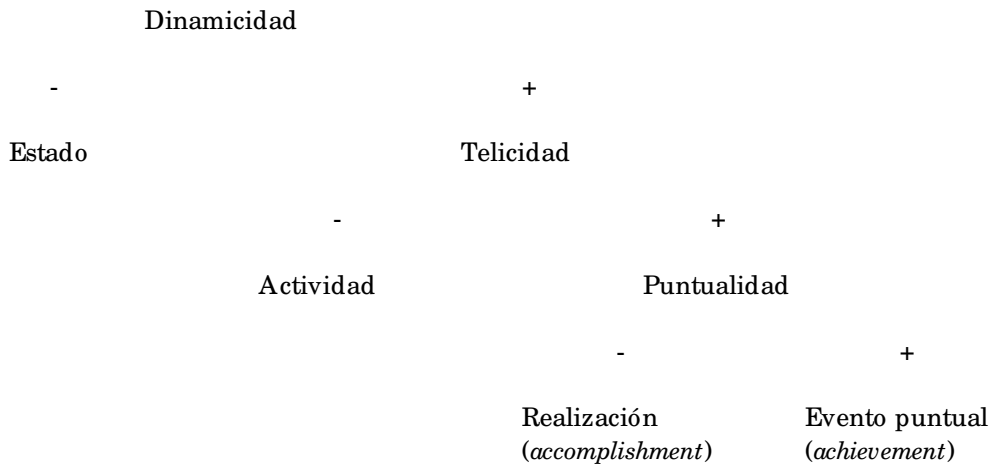 Dinamicidad
- +
Estado Telicidad
- +
Actividad Puntualidad
- +
Realización Evento puntual
(accomplishment) (achievement)